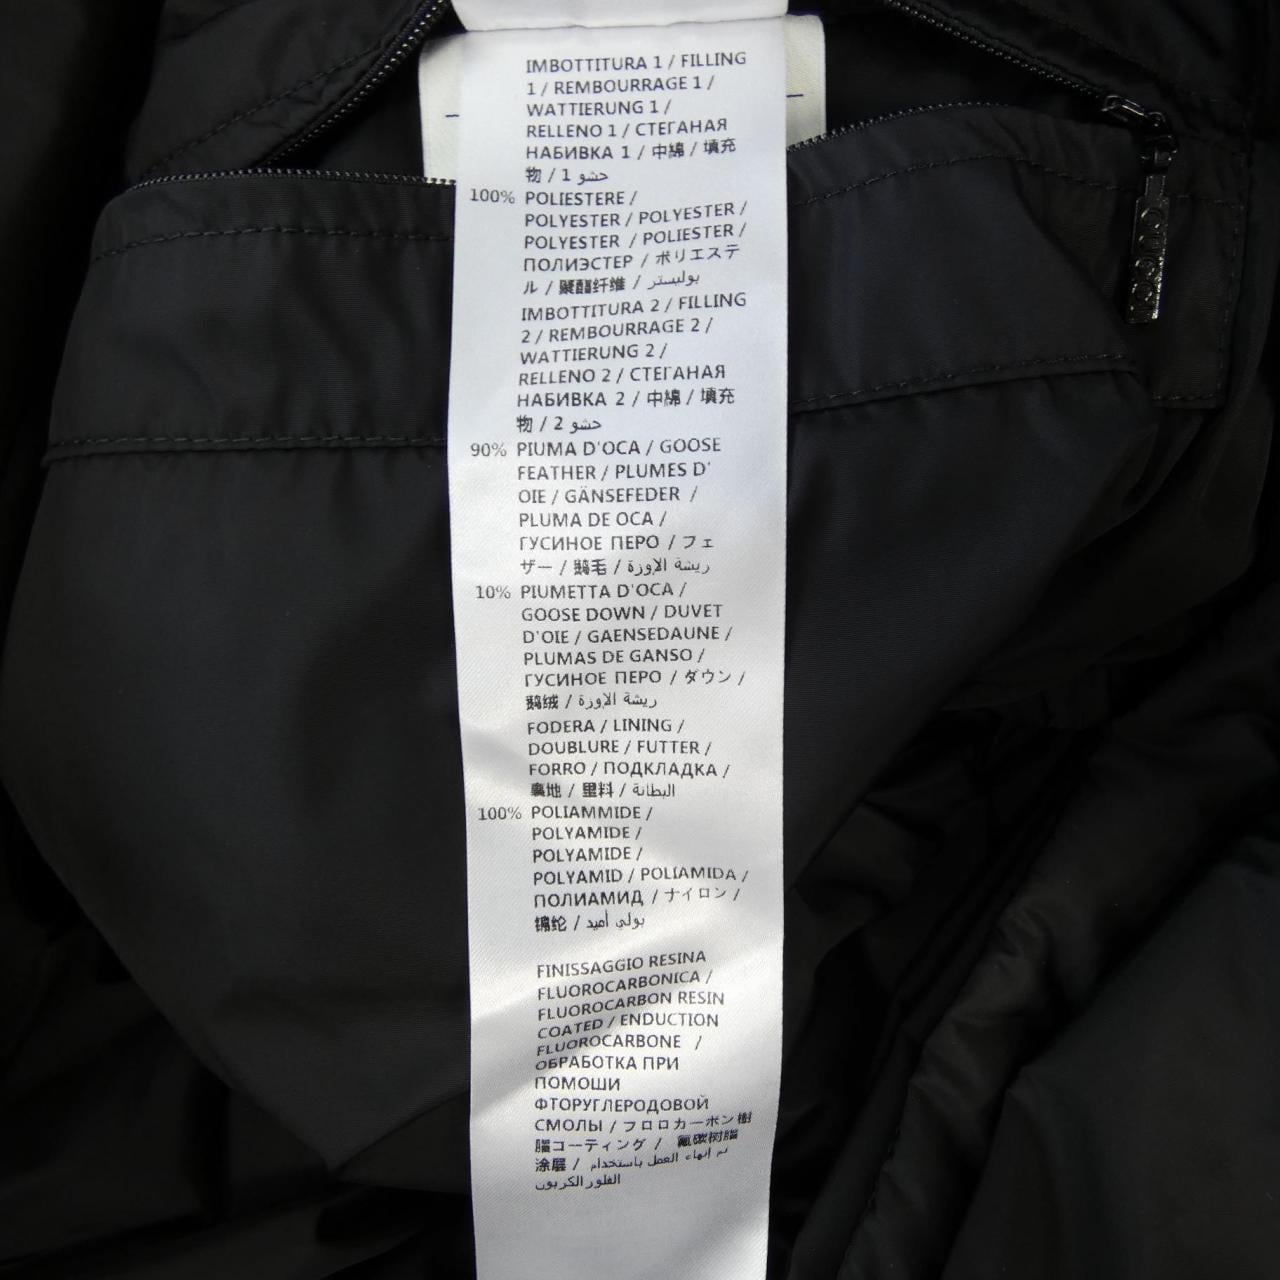 IMBOTTITURA 1 / FILLING
1 / REMBOURRAGE 1 /
WATTIERUNG 1 /
RELLENO 1 / СТЕГАНАЯ
НАБИВКА 1 / 中綿 / 填充
物 / 1 حشو
100% POLIESTERE /
POLYESTER / POLYESTER /
POLYESTER / POLIESTER /
ПОЛИЭСТЕР / ポリエステ
ル / 聚酯纤维 / بوليستر
IMBOTTITURA 2 / FILLING
2 / REMBOURRAGE 2 /
WATTIERUNG 2 /
RELLENO 2 / СТЕГАНАЯ
НАБИВКА 2 / 中綿 / 填充
物 / 2 حشو
90% PIUMA D'OCA / GOOSE
FEATHER / PLUMES D'
OIE / GÄNSEFEDER /
PLUMA DE OCA /
ГУСИНОЕ ПЕРО / フェ
ザー / 鹅毛 / ريشة الاوزة
10% PIUMETTA D'OCA /
GOOSE DOWN / DUVET
D'OIE / GAENSEDAUNE /
PLUMAS DE GANSO /
ГУСИНОЕ ПЕРО / ダウン /
鹅绒 / ريشة الاوزة
FODERA / LINING /
DOUBLURE / FUTTER /
FORRO / ПОДКЛАДКА /
裏地 / 里料 / البطانة
100% POLIAMMIDE /
POLYAMIDE /
POLYAMIDE /
POLYAMID / POLIAMIDA /
ПОЛИАМИД / ナイロン /
锦纶 / بولي أميد
FINISSAGGIO RESINA
FLUOROCARBONICA /
FLUOROCARBON RESIN
COATED / ENDUCTION
FLUOROCARBONE /
ОБРАБОТКА ПРИ
ПОМОШИ
ФТОРУГЛЕРОДОВОЙ
СМОЛЫ / フロロカーボン樹
脂コーティング / 氟碳树脂
涂层 / تم إنهاء العمل باستخدام
الفلور الكربون